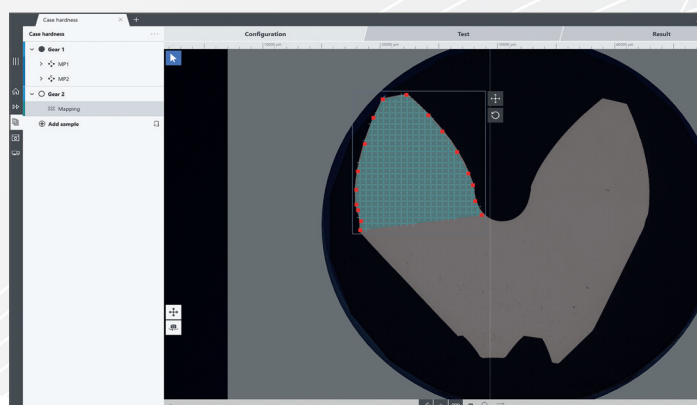 Case hardness × +
Case hardness ...
Configuration Test Result
Gear 1
MP1
MP2
Gear 2
Mapping
Add sample